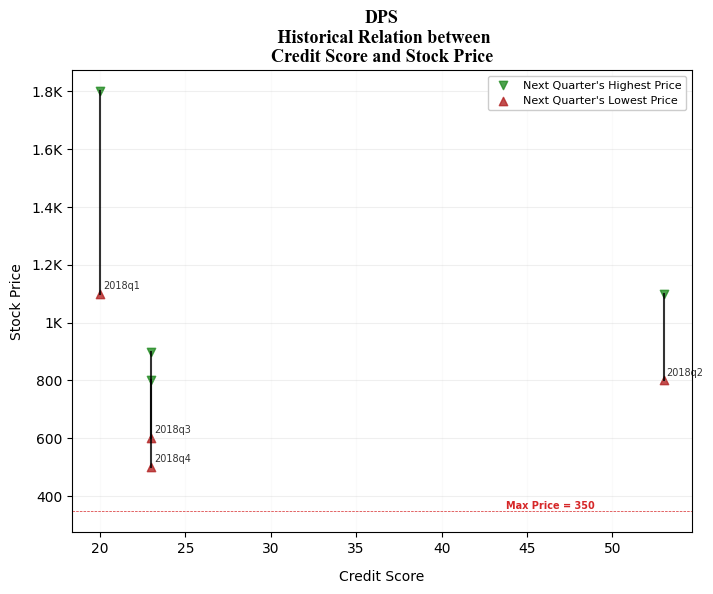 DPS
Historical Relation between
Credit Score and Stock Price
Next Quarter's Highest Price
Next Quarter's Lowest Price
1.8K
1.6K
1.4K
1.2K
1K
800
600
400
Stock Price
2018q1
2018q2
2018q3
2018q4
Max Price = 350
20 25 30 35 40 45 50
Credit Score